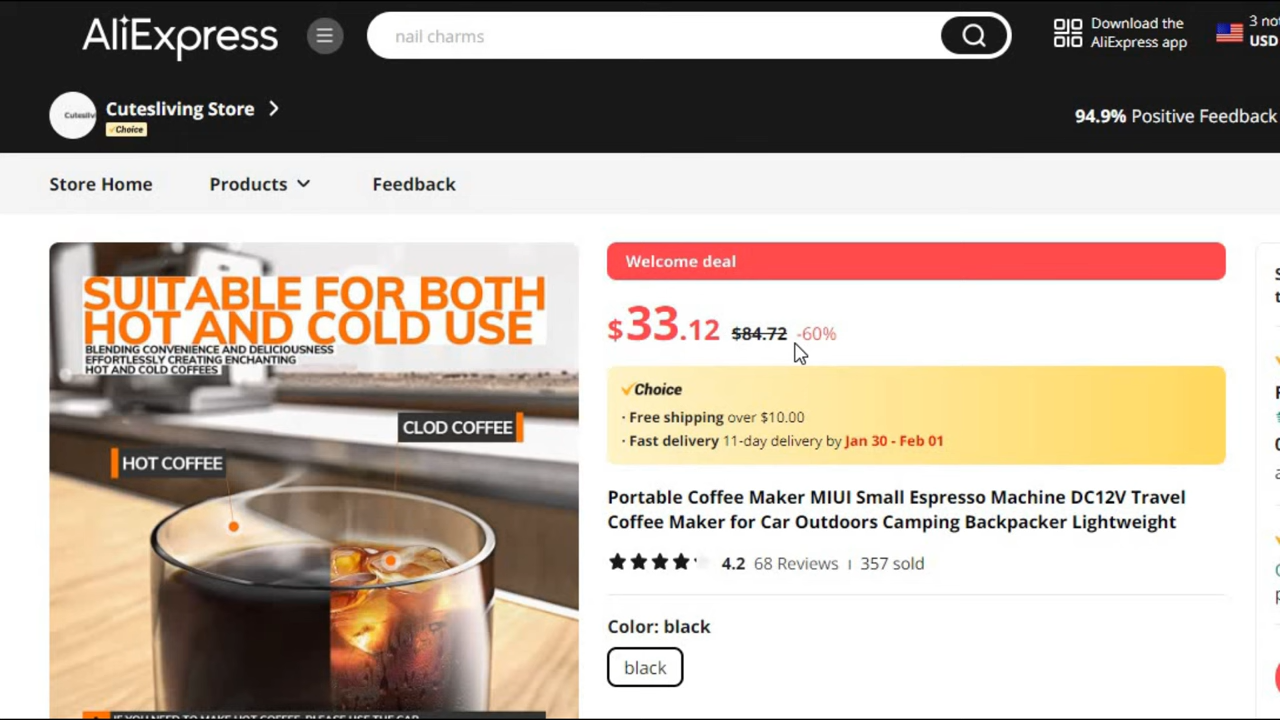 AliExpress
nail charms
Download the
AliExpress app
USD
Cutesliving Store
Choice
94.9% Positive Feedback
Store Home
Products
Feedback
SUITABLE FOR BOTH
HOT AND COLD USE
BLENDING CONVENIENCE AND DELICIOUSNESS
EFFORTLESSLY CREATING ENCHANTING
HOT AND COLD COFFEES
CLOD COFFEE
HOT COFFEE
Welcome deal
$33.12 $84.72 -60%
Choice
· Free shipping over $10.00
· Fast delivery 11-day delivery by Jan 30 - Feb 01
Portable Coffee Maker MIUI Small Espresso Machine DC12V Travel
Coffee Maker for Car Outdoors Camping Backpacker Lightweight
4.2 68 Reviews 357 sold
Color: black
black